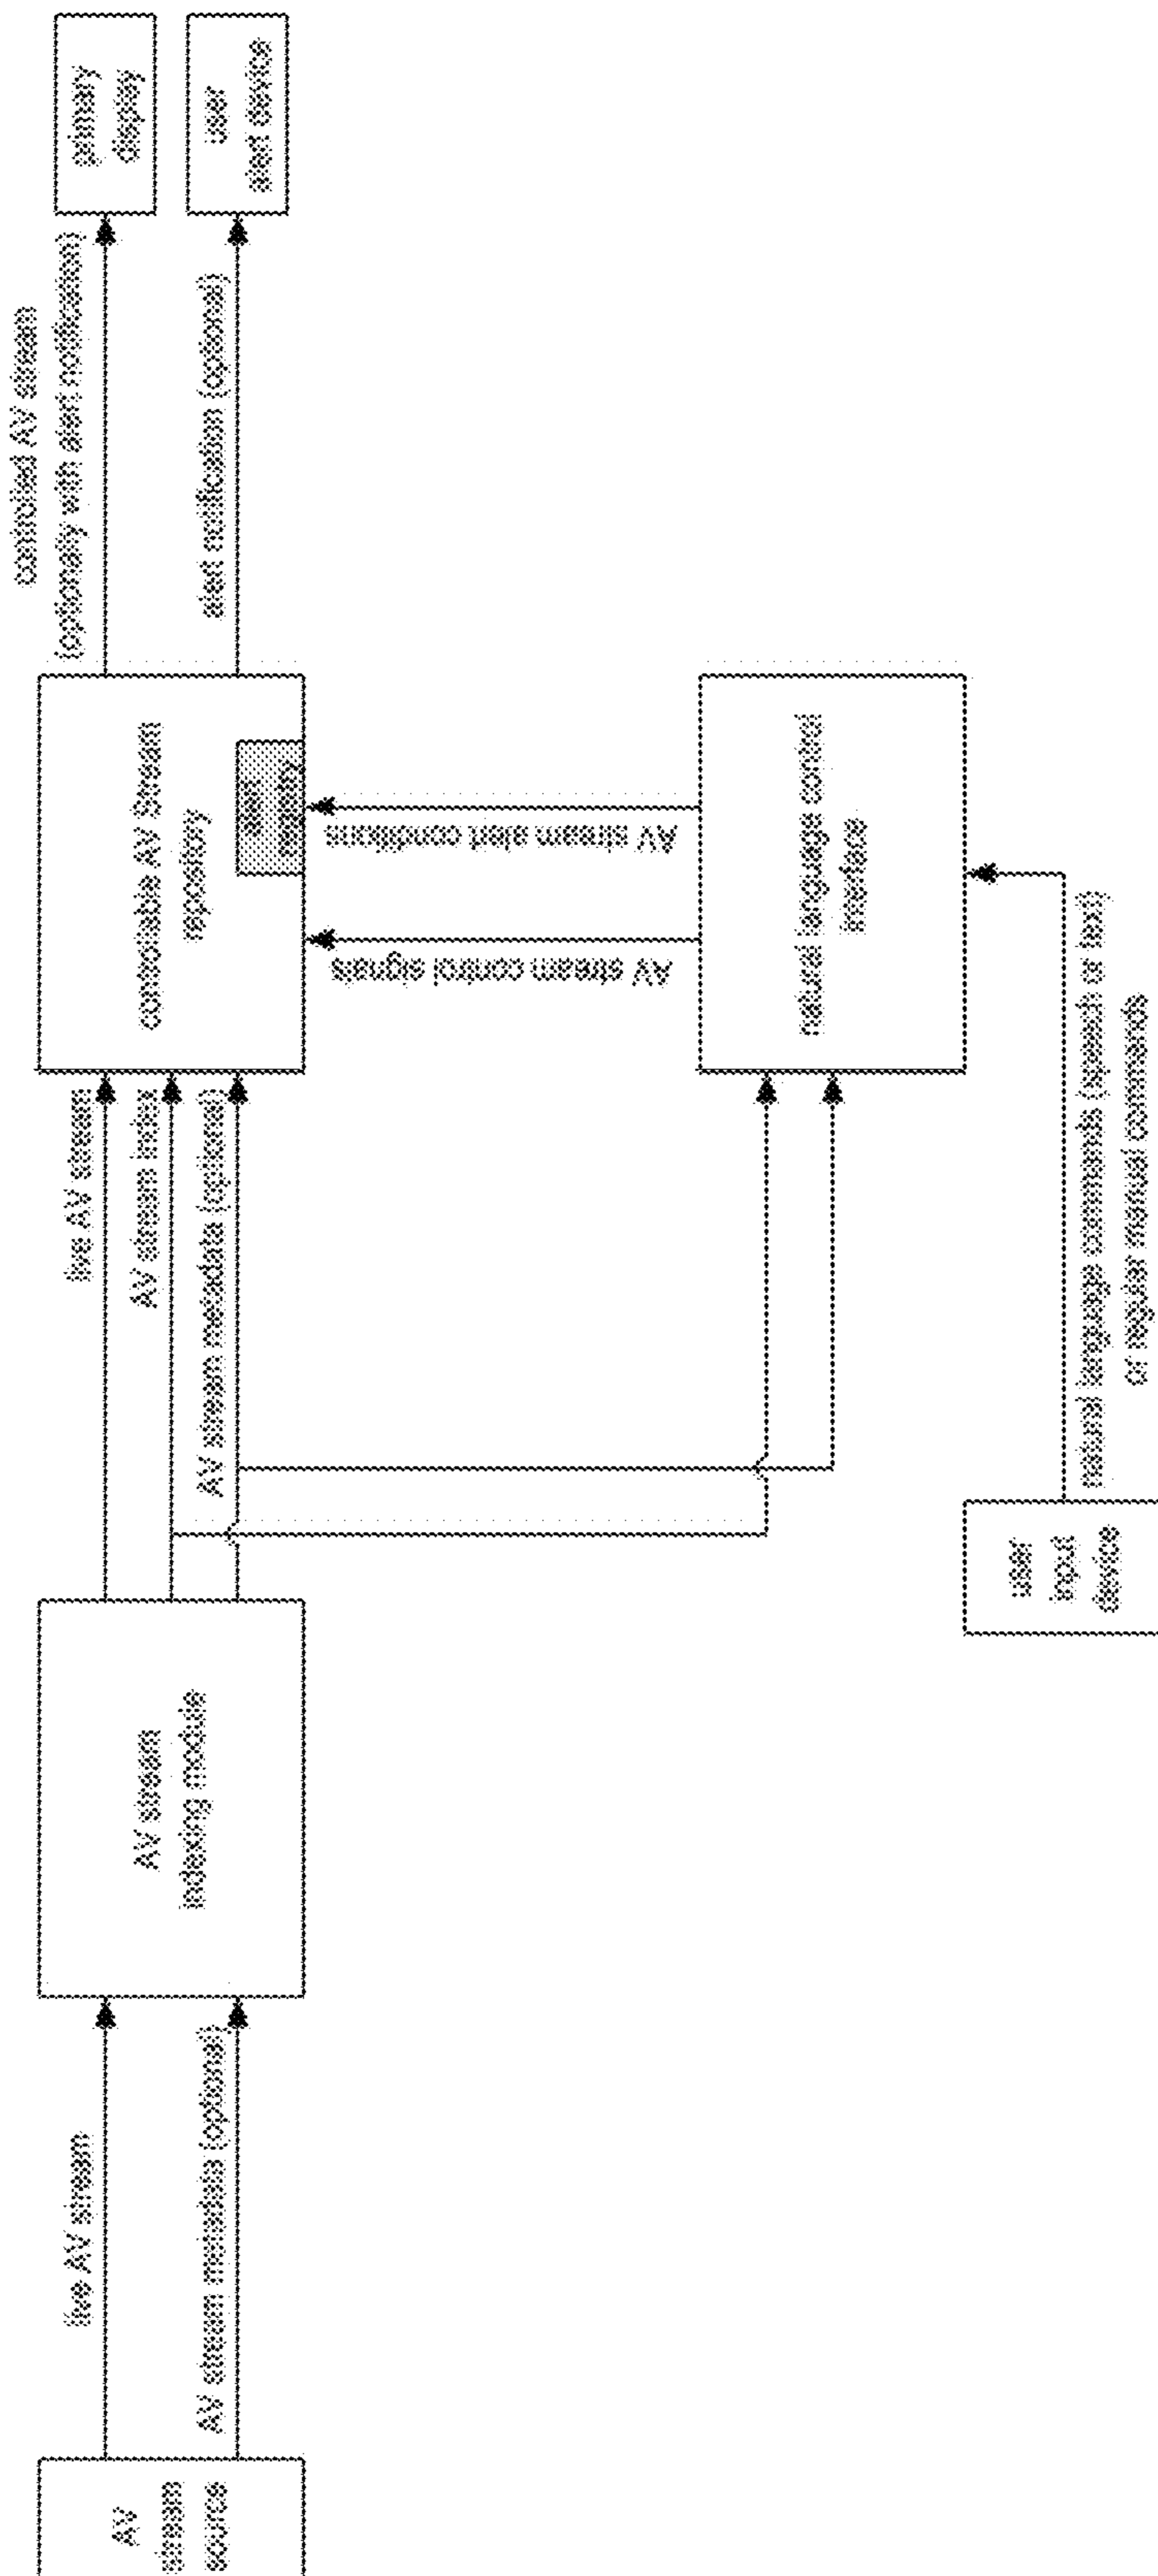 AV
stream
source
live AV stream
AV stream metadata (optional)
AV stream
indexing module
live AV stream
AV stream index
AV stream metadata (optional)
controllable AV Stream
repository
alert
registry
AV stream control signals
AV stream alert conditions
natural language control
interface
user
input
device
natural language commands (speech or text)
or regular manual commands
controlled AV stream
(optionally with alert notification)
alert notification (optional)
primary
display
user
alert device